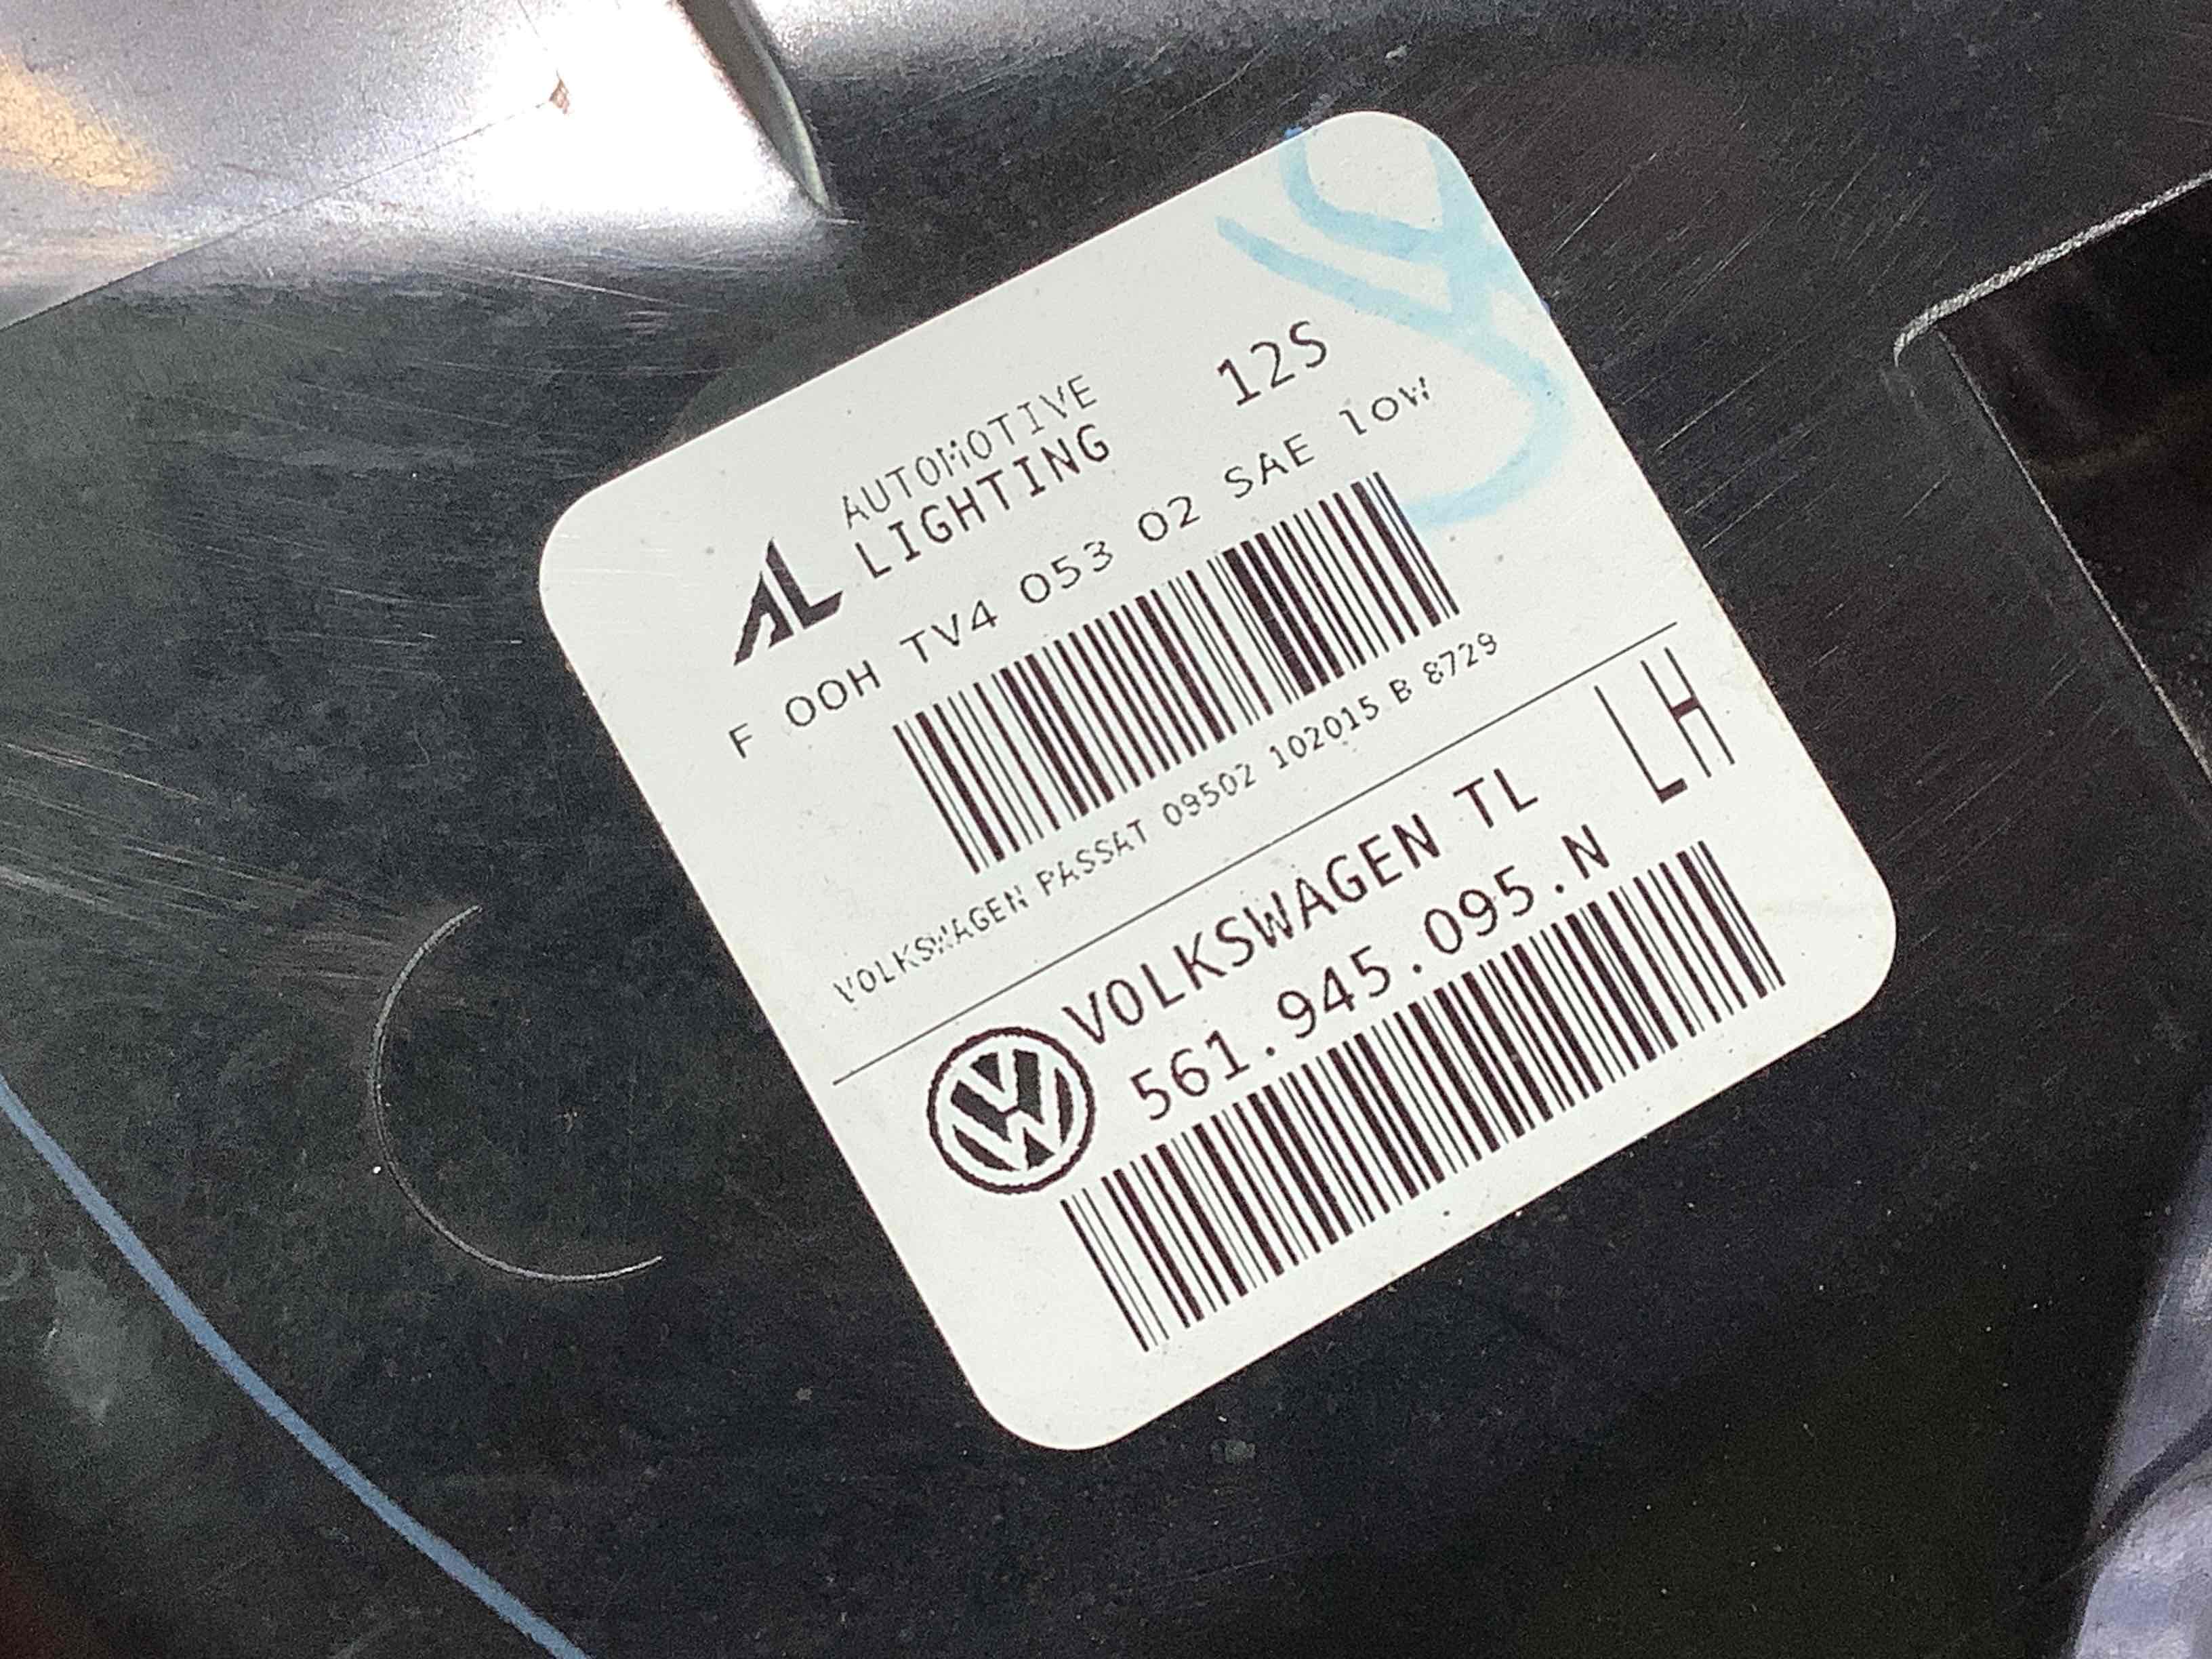 AL AUTOMOTIVE
LIGHTING
12S
F 00H TV4 053 02 SAE low
VOLKSWAGEN PASSAT 09502 102015 B 8729
LH
VOLKSWAGEN TL
561.945.095.N